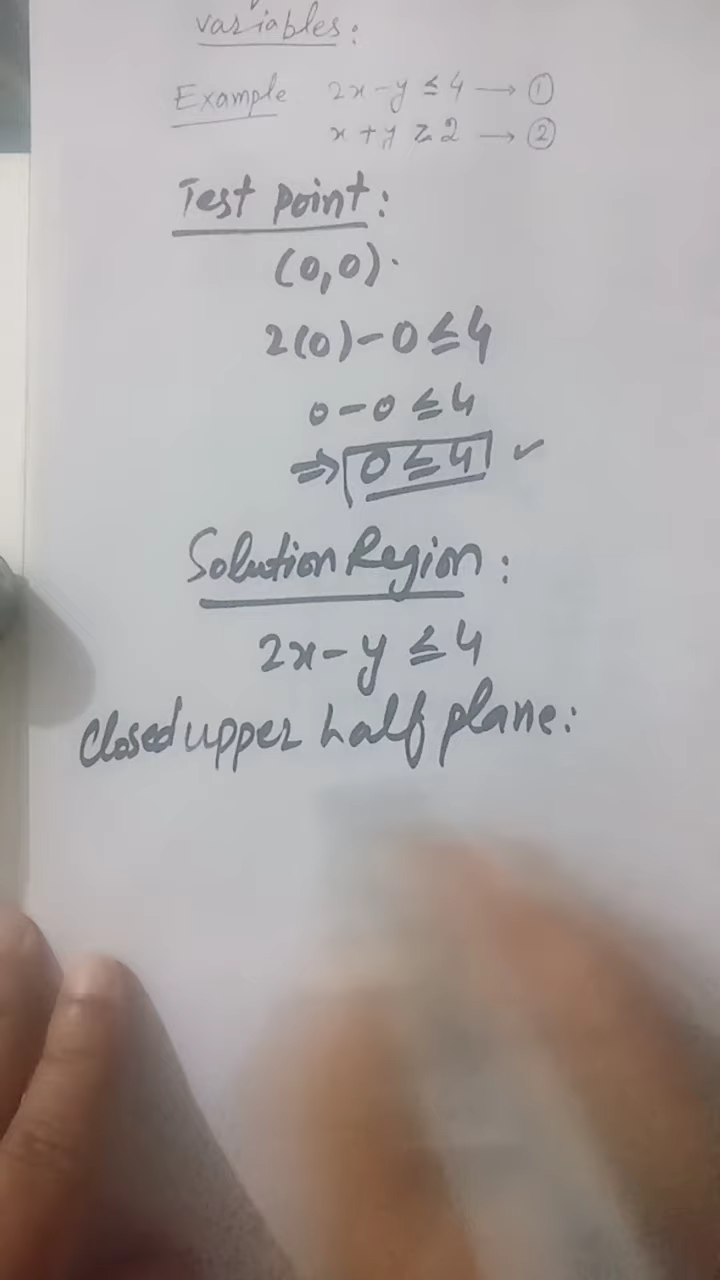 variables:
Example 2x-y ≤ 4 → ①
x + y ≥ 2 → ②
Test point:
(0,0).
2(0)-0 ≤ 4
0-0 ≤ 4
⇒ 0 ≤ 4 ✓
Solution Region:
2x-y ≤ 4
Closed upper half plane: